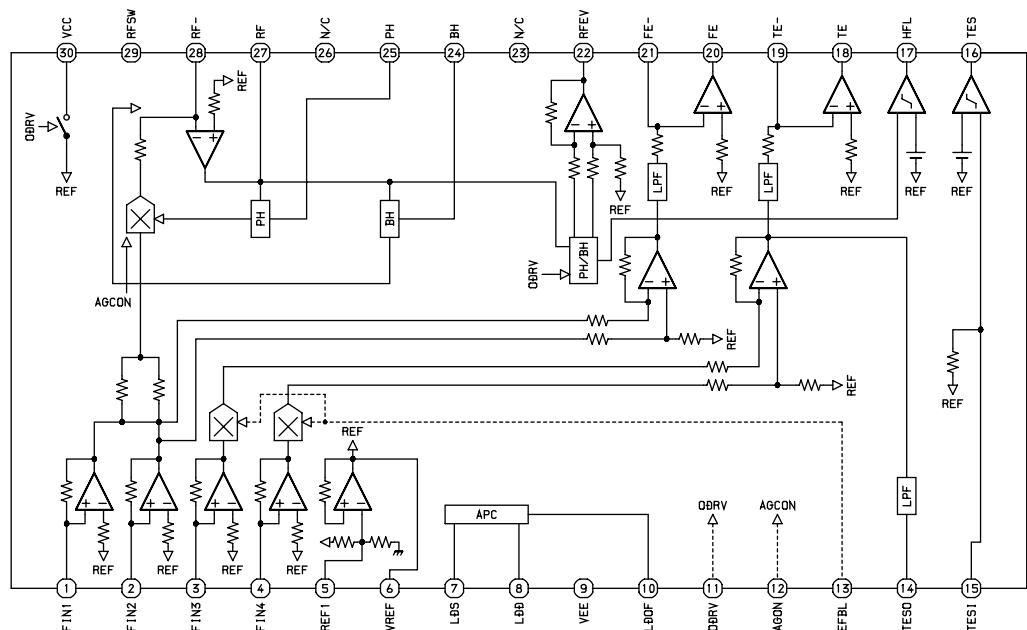 VCC
RFSW
RF-
RF
N/C
PH
BH
N/C
RFEV
FE-
FE
TE-
TE
HFL
TES
30 29 28 27 26 25 24 23 22 21 20 19 18 17 16
REF
ODRV
REF
REF
REF
REF
REF
REF
LPF
LPF
PH
BH
PH/BH
ODRV
AGCON
REF
REF
REF
REF
LPF
APC
ODRV
AGCON
REF
REF
REF
REF
1 2 3 4 5 6 7 8 9 10 11 12 13 14 15
FIN1
FIN2
FIN3
FIN4
REF1
VREF
LDS
LDD
VEE
LDOF
ODRV
AGON
EFBL
TESO
TESI